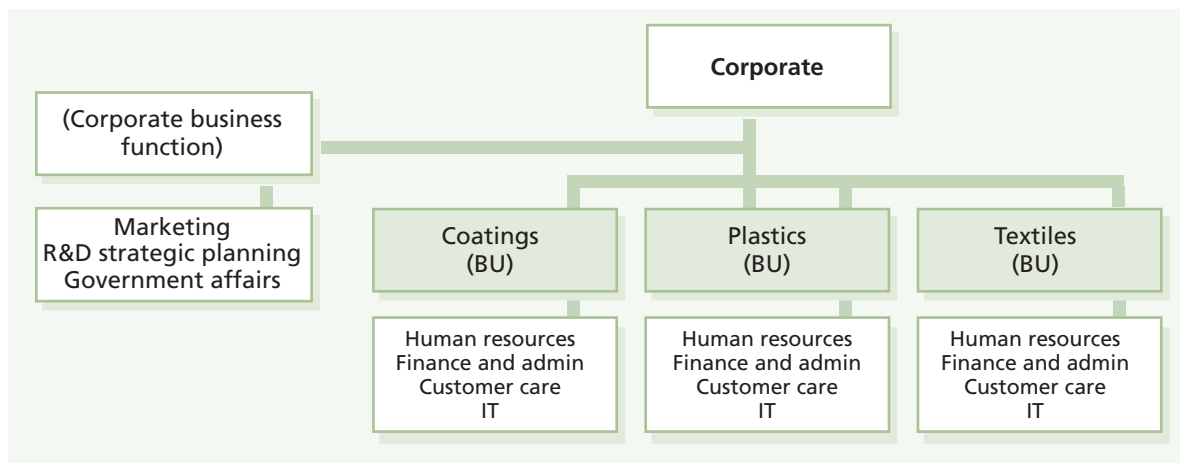 Corporate
(Corporate business
function)
Marketing
R&D strategic planning
Government affairs
Coatings
(BU)
Plastics
(BU)
Textiles
(BU)
Human resources
Finance and admin
Customer care
IT
Human resources
Finance and admin
Customer care
IT
Human resources
Finance and admin
Customer care
IT